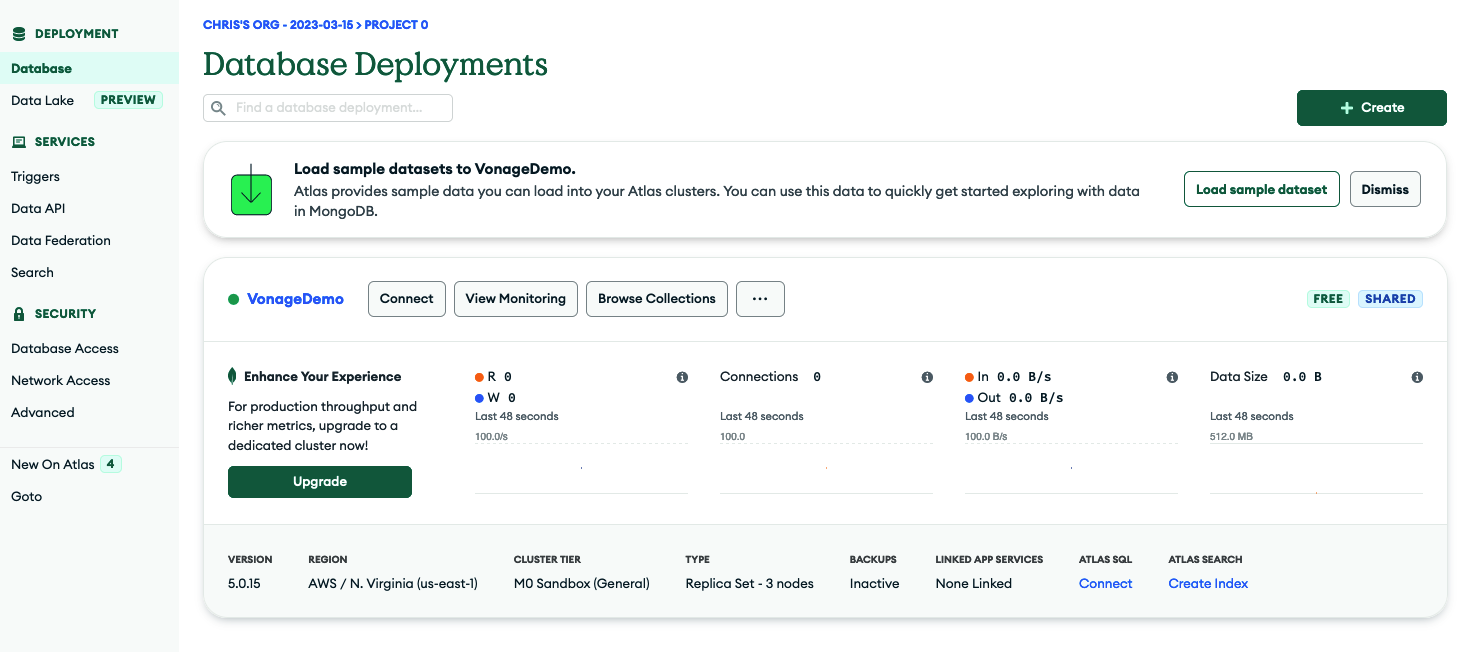 DEPLOYMENT
Database
Data Lake PREVIEW
SERVICES
Triggers
Data API
Data Federation
Search
SECURITY
Database Access
Network Access
Advanced
New On Atlas 4
Goto
CHRIS'S ORG - 2023-03-15 > PROJECT 0
Database Deployments
Find a database deployment...
+ Create
Load sample datasets to VonageDemo.
Atlas provides sample data you can load into your Atlas clusters. You can use this data to quickly get started exploring with data
in MongoDB.
Load sample dataset
Dismiss
VonageDemo
Connect
View Monitoring
Browse Collections
...
FREE
SHARED
Enhance Your Experience
For production throughput and
richer metrics, upgrade to a
dedicated cluster now!
Upgrade
R 0
W 0
Last 48 seconds
100.0/s
Connections 0
Last 48 seconds
100.0
In 0.0 B/s
Out 0.0 B/s
Last 48 seconds
100.0 B/s
Data Size 0.0 B
Last 48 seconds
512.0 MB
VERSION
5.0.15
REGION
AWS / N. Virginia (us-east-1)
CLUSTER TIER
M0 Sandbox (General)
TYPE
Replica Set - 3 nodes
BACKUPS
Inactive
LINKED APP SERVICES
None Linked
ATLAS SQL
Connect
ATLAS SEARCH
Create Index